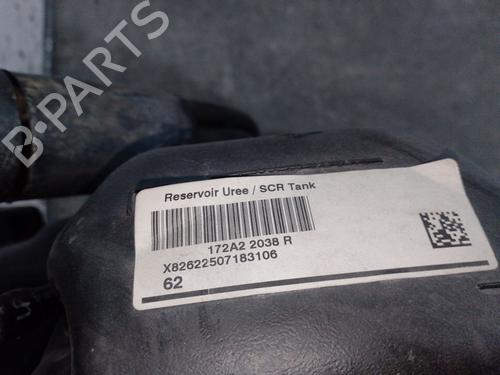 B-PARTS
Reservoir Uree / SCR Tank
172A2 2038 R
X82622507183106
62